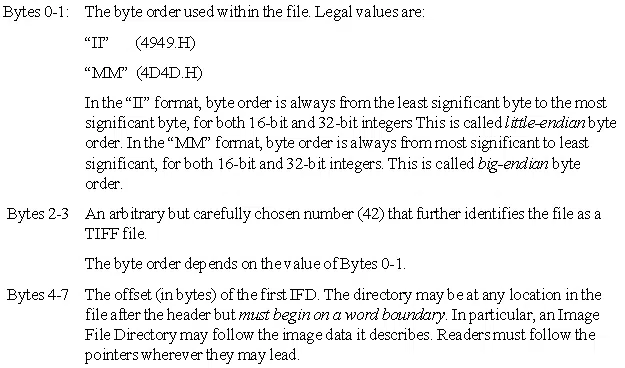 Bytes 0-1: The byte order used within the file. Legal values are:
“II” (4949.H)
“MM” (4D4D.H)
In the “II” format, byte order is always from the least significant byte to the most
significant byte, for both 16-bit and 32-bit integers This is called little-endian byte
order. In the “MM” format, byte order is always from most significant to least
significant, for both 16-bit and 32-bit integers. This is called big-endian byte
order.
Bytes 2-3 An arbitrary but carefully chosen number (42) that further identifies the file as a
TIFF file.
The byte order depends on the value of Bytes 0-1.
Bytes 4-7 The offset (in bytes) of the first IFD. The directory may be at any location in the
file after the header but must begin on a word boundary. In particular, an Image
File Directory may follow the image data it describes. Readers must follow the
pointers wherever they may lead.